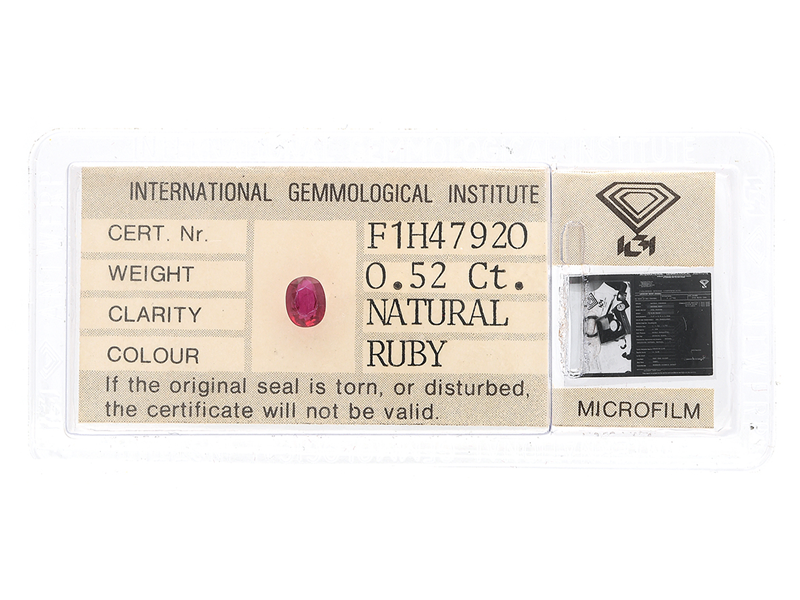 INTERNATIONAL GEMMOLOGICAL INSTITUTE
CERT. Nr. F1H47920
WEIGHT 0.52 Ct.
CLARITY NATURAL
COLOUR RUBY
If the original seal is torn, or disturbed,
the certificate will not be valid.
IGI
MICROFILM